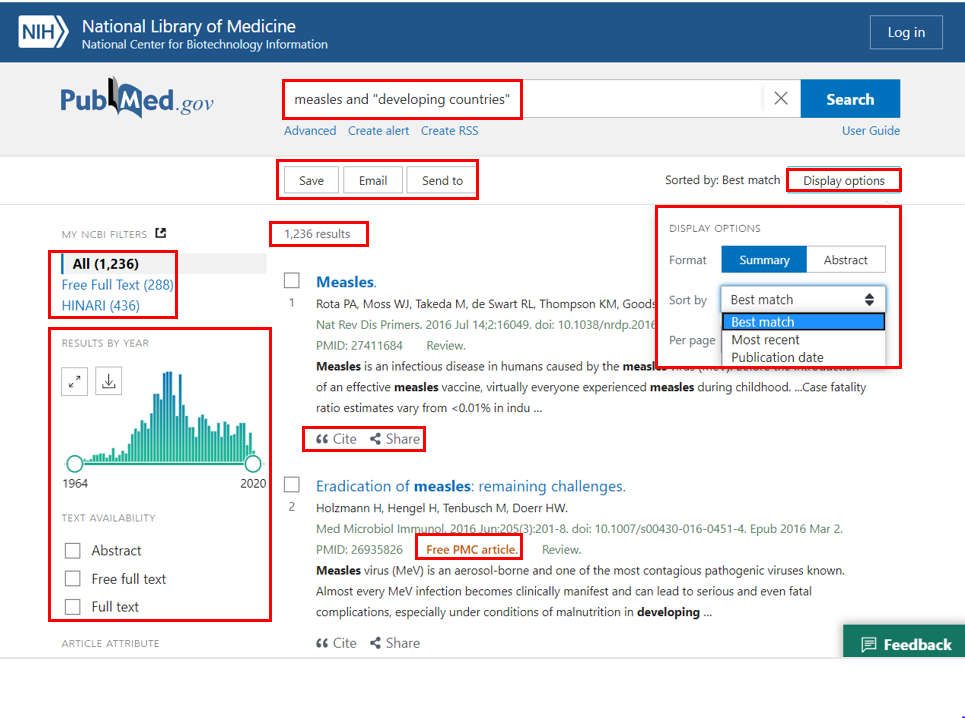 NIH National Library of Medicine
National Center for Biotechnology Information
Log in
PubMed.gov
measles and "developing countries"
Search
Advanced Create alert Create RSS
User Guide
Save Email Send to
Sorted by: Best match Display options
MY NCBI FILTERS
1,236 results
All (1,236)
Free Full Text (288)
HINARI (436)
RESULTS BY YEAR
1964 2020
TEXT AVAILABILITY
Abstract
Free full text
Full text
ARTICLE ATTRIBUTE
DISPLAY OPTIONS
Format Summary Abstract
Sort by Best match
Best match
Most recent
Publication date
Per page
Measles.
1
Rota PA, Moss WJ, Takeda M, de Swart RL, Thompson KM, Goods
Nat Rev Dis Primers. 2016 Jul 14;2:16049. doi: 10.1038/nrdp.2016
PMID: 27411684 Review.
Measles is an infectious disease in humans caused by the measles virus (MeV). Before the introduction
of an effective measles vaccine, virtually everyone experienced measles during childhood. ...Case fatality
ratio estimates vary from <0.01% in indu ...
Cite Share
Eradication of measles: remaining challenges.
2
Holzmann H, Hengel H, Tenbusch M, Doerr HW.
Med Microbiol Immunol. 2016 Jun;205(3):201-8. doi: 10.1007/s00430-016-0451-4. Epub 2016 Mar 2.
PMID: 26935826 Free PMC article. Review.
Measles virus (MeV) is an aerosol-borne and one of the most contagious pathogenic viruses known.
Almost every MeV infection becomes clinically manifest and can lead to serious and even fatal
complications, especially under conditions of malnutrition in developing ...
Cite Share
Feedback